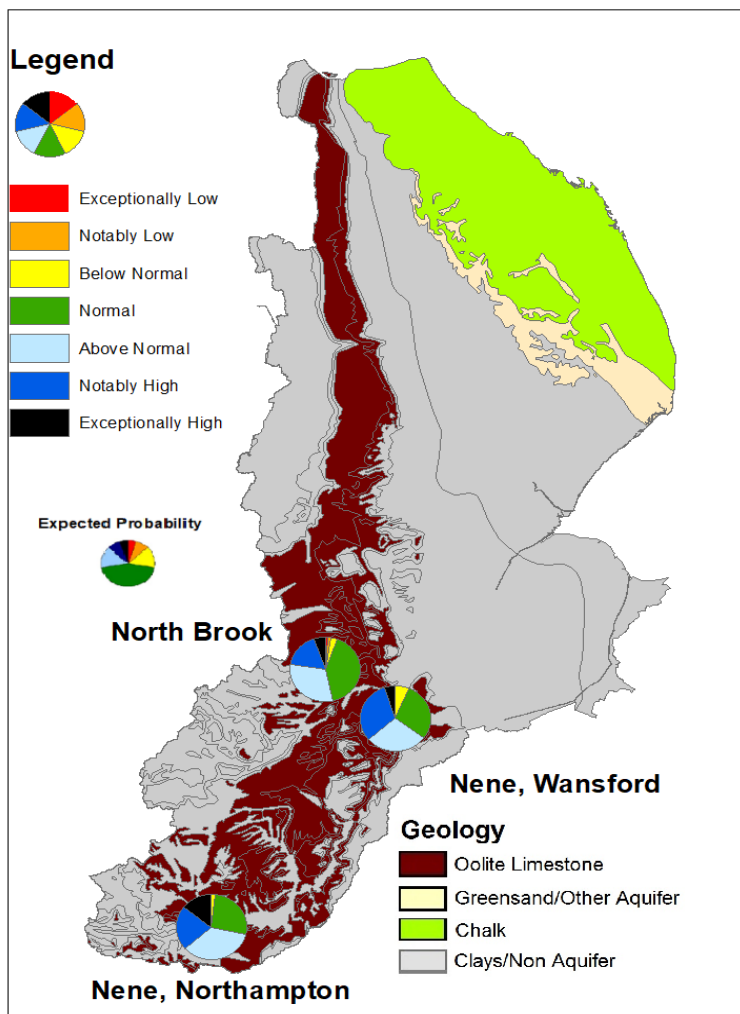 Legend
Exceptionally Low
Notably Low
Below Normal
Normal
Above Normal
Notably High
Exceptionally High
Expected Probability
North Brook
Nene, Wansford
Geology
Oolite Limestone
Greensand/Other Aquifer
Chalk
Clays/Non Aquifer
Nene, Northampton